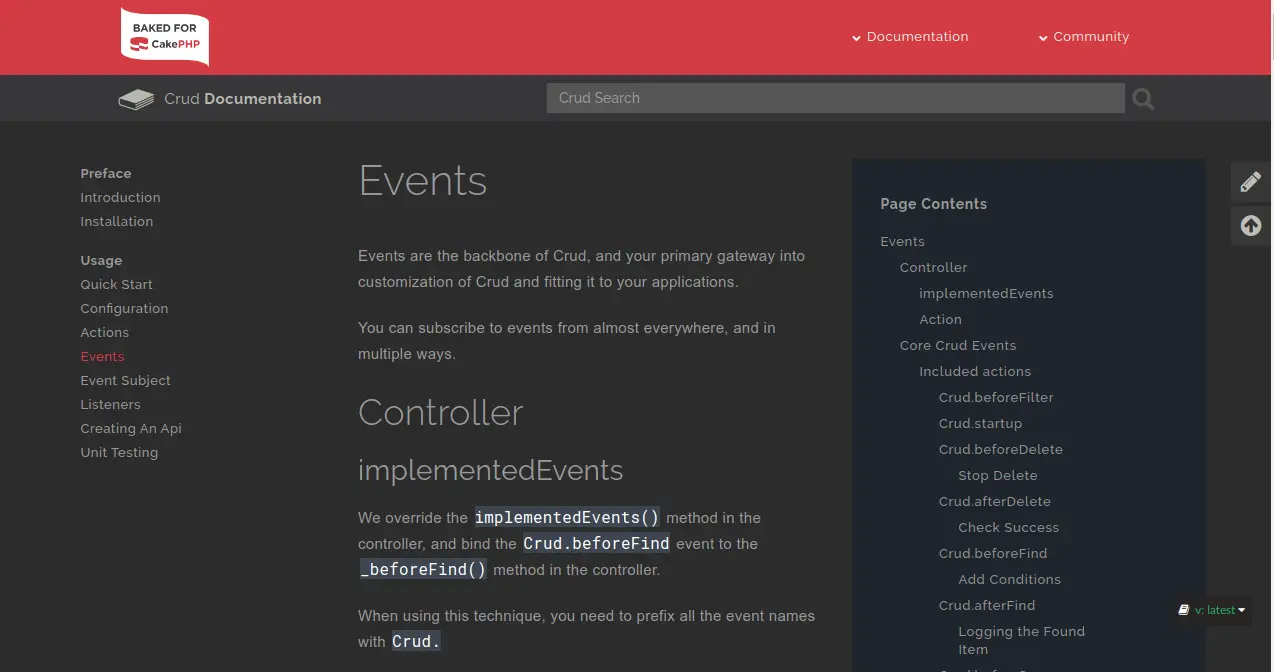 BAKED FOR
CakePHP
Documentation
Community
Crud Documentation
Crud Search
Preface
Introduction
Installation
Usage
Quick Start
Configuration
Actions
Events
Event Subject
Listeners
Creating An Api
Unit Testing
Events
Events are the backbone of Crud, and your primary gateway into
customization of Crud and fitting it to your applications.
You can subscribe to events from almost everywhere, and in
multiple ways.
Controller
implementedEvents
We override the implementedEvents() method in the
controller, and bind the Crud.beforeFind event to the
_beforeFind() method in the controller.
When using this technique, you need to prefix all the event names
with Crud.
Page Contents
Events
Controller
implementedEvents
Action
Core Crud Events
Included actions
Crud.beforeFilter
Crud.startup
Crud.beforeDelete
Stop Delete
Crud.afterDelete
Check Success
Crud.beforeFind
Add Conditions
Crud.afterFind
Logging the Found
Item
v: latest